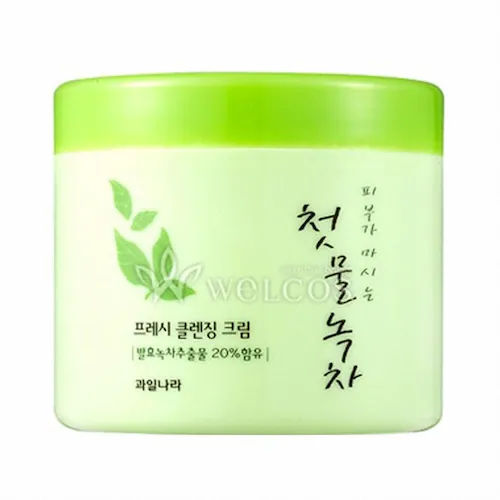 피부가 마시는
첫물녹차
WELCOS
프레시 클렌징 크림
발효녹차추출물 20%함유
과일나라